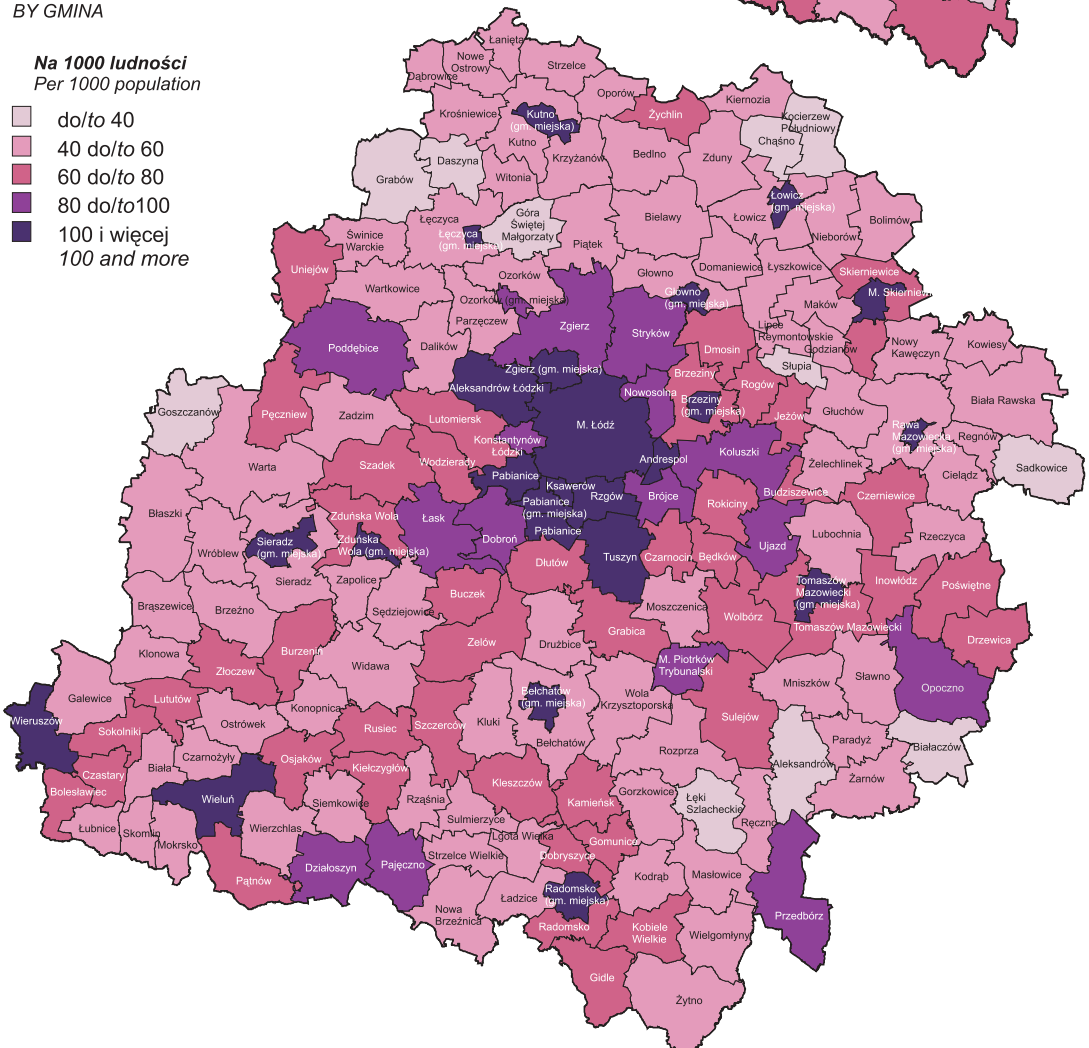 BY GMINA
Na 1000 ludności
Per 1000 population
do/to 40
40 do/to 60
60 do/to 80
80 do/to100
100 i więcej
100 and more
Łanięta
Nowe
Ostrowy
Dąbrowice
Strzelce
Oporów
Krośniewice
Kutno
(gm. miejska)
Kutno
Żychlin
Kiernozia
Kocierzew
Południowy
Chąśno
Daszyna
Grabów
Witonia
Krzyżanów
Bedlno
Zduny
Łowicz
(gm. miejska)
Łęczyca
Góra
Świętej
Małgorzaty
Łęczyca
(gm. miejska)
Bielawy
Łowicz
Bolimów
Nieborów
Świnice
Warckie
Piątek
Uniejów
Wartkowice
Ozorków
Ozorków (gm. miejska)
Głowno
Domaniewice
Łyszkowice
Skierniewice
M. Skierniewi
Głowno
(gm. miejska)
Maków
Parzęczew
Zgierz
Stryków
Lipce
Reymontowskie
Godzianów
Nowy
Kawęczyn
Kowiesy
Poddębice
Dalików
Dmosin
Słupia
Zgierz (gm. miejska)
Aleksandrów Łódzki
Brzeziny
Rogów
Nowosolna
Brzeziny
(gm. miejska)
Biała Rawska
Goszczanów
Pęczniew
Zadzim
Lutomiersk
M. Łódź
Jeżów
Głuchów
Rawa
Mazowiecka
(gm. miejska)
Regnów
Konstantynów
Łódzki
Warta
Szadek
Wodzierady
Andrespol
Koluszki
Żelechlinek
Cielądz
Sadkowice
Pabianice
Ksawerów
Rzgów
Brójce
Budziszewice
Czerniewice
Pabianice
(gm. miejska)
Rokiciny
Błaszki
Zduńska Wola
Łask
Dobroń
Pabianice
Ujazd
Lubochnia
Rzeczyca
Sieradz
(gm. miejska)
Zduńska
Wola (gm. miejska)
Wróblew
Dłutów
Tuszyn
Czarnocin
Będków
Sieradz
Zapolice
Buczek
Tomaszów
Mazowiecki
(gm. miejska)
Inowłódz
Poświętne
Brąszewice
Brzeźno
Sędziejowice
Moszczenica
Wolbórz
Tomaszów Mazowiecki
Drzewica
Klonowa
Burzenin
Zelów
Drużbice
Grabica
Złoczew
Widawa
M. Piotrków
Trybunalski
Mniszków
Sławno
Opoczno
Galewice
Lututów
Konopnica
Bełchatów
(gm. miejska)
Wola
Krzysztoporska
Wieruszów
Sokolniki
Ostrówek
Rusiec
Szczerców
Kluki
Sulejów
Bełchatów
Rozprza
Paradyż
Białaczów
Czarnożyły
Osjaków
Kiełczygłów
Aleksandrów
Biała
Czastary
Żarnów
Bolesławiec
Wieluń
Siemkowice
Rząśnia
Kleszczów
Kamieńsk
Gorzkowice
Łęki
Szlacheckie
Sulmierzyce
Ręczno
Łubnice
Skomlin
Mokrsko
Wierzchlas
Lgota Wielka
Gomunice
Strzelce Wielkie
Dobryszyce
Działoszyn
Pajęczno
Pątnów
Kodrąb
Masłowice
Radomsko
(gm. miejska)
Ładzice
Nowa
Brzeźnica
Przedbórz
Radomsko
Kobiele
Wielkie
Wielgomłyny
Gidle
Żytno